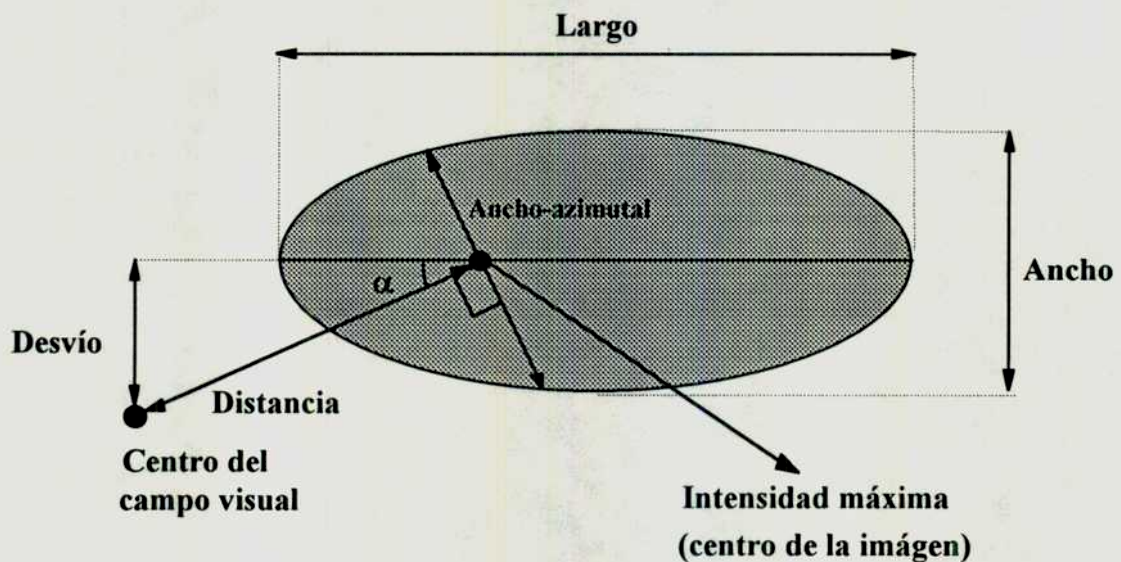 Largo
Ancho-azimutal
α
Ancho
Desvío
Distancia
Centro del
campo visual
Intensidad máxima
(centro de la imágen)